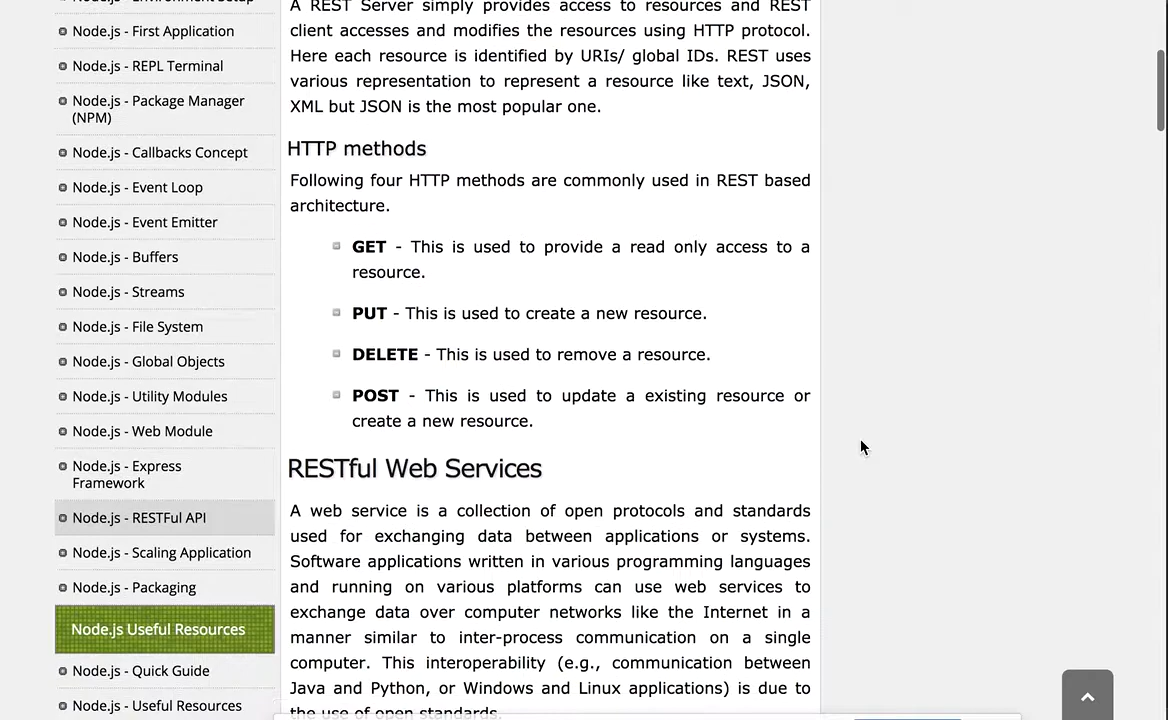 Node.js - Environment Setup
Node.js - First Application
Node.js - REPL Terminal
Node.js - Package Manager
(NPM)
Node.js - Callbacks Concept
Node.js - Event Loop
Node.js - Event Emitter
Node.js - Buffers
Node.js - Streams
Node.js - File System
Node.js - Global Objects
Node.js - Utility Modules
Node.js - Web Module
Node.js - Express
Framework
Node.js - RESTFul API
Node.js - Scaling Application
Node.js - Packaging
Node.js Useful Resources
Node.js - Quick Guide
Node.js - Useful Resources
A REST Server simply provides access to resources and REST
client accesses and modifies the resources using HTTP protocol.
Here each resource is identified by URIs/ global IDs. REST uses
various representation to represent a resource like text, JSON,
XML but JSON is the most popular one.
HTTP methods
Following four HTTP methods are commonly used in REST based
architecture.
GET - This is used to provide a read only access to a
resource.
PUT - This is used to create a new resource.
DELETE - This is used to remove a resource.
POST - This is used to update a existing resource or
create a new resource.
RESTful Web Services
A web service is a collection of open protocols and standards
used for exchanging data between applications or systems.
Software applications written in various programming languages
and running on various platforms can use web services to
exchange data over computer networks like the Internet in a
manner similar to inter-process communication on a single
computer. This interoperability (e.g., communication between
Java and Python, or Windows and Linux applications) is due to
the use of open standards.